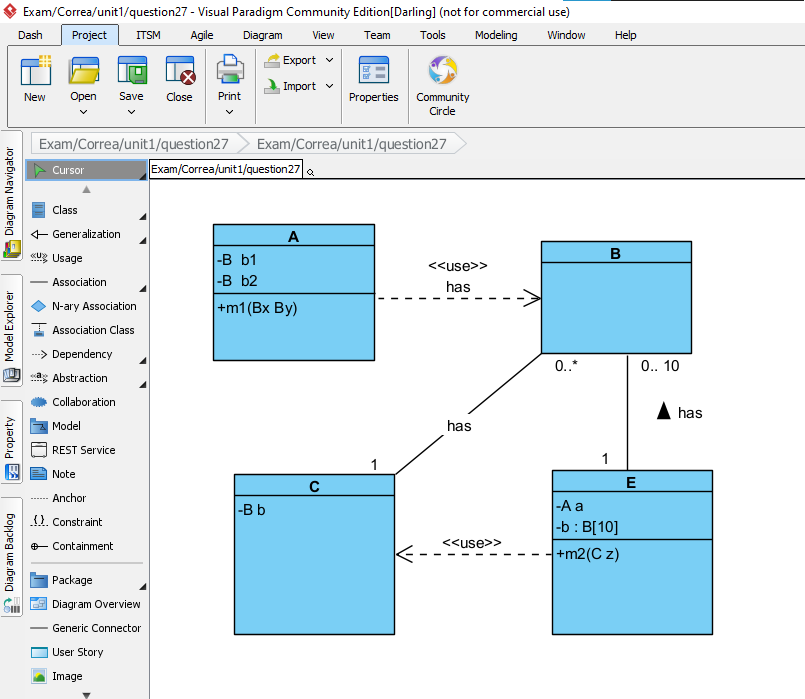 Exam/Correa/unit1/question27 - Visual Paradigm Community Edition[Darling] (not for commercial use)
Dash Project ITSM Agile Diagram View Team Tools Modeling Window Help
New Open Save Close Print Export Import Properties Community Circle
Exam/Correa/unit1/question27 Exam/Correa/unit1/question27
Exam/Correa/unit1/question27
Diagram Navigator
Model Explorer
Property
Diagram Backlog
Cursor
Class
Generalization
<<U>> Usage
Association
N-ary Association
Association Class
Dependency
<<a>> Abstraction
Collaboration
Model
REST Service
Note
Anchor
{.} Constraint
Containment
Package
Diagram Overview
Generic Connector
User Story
Image
A
-B b1
-B b2
+m1(Bx By)
<<use>>
has
B
0..*
0.. 10
has
has
1
1
C
-B b
<<use>>
E
-A a
-b : B[10]
+m2(C z)